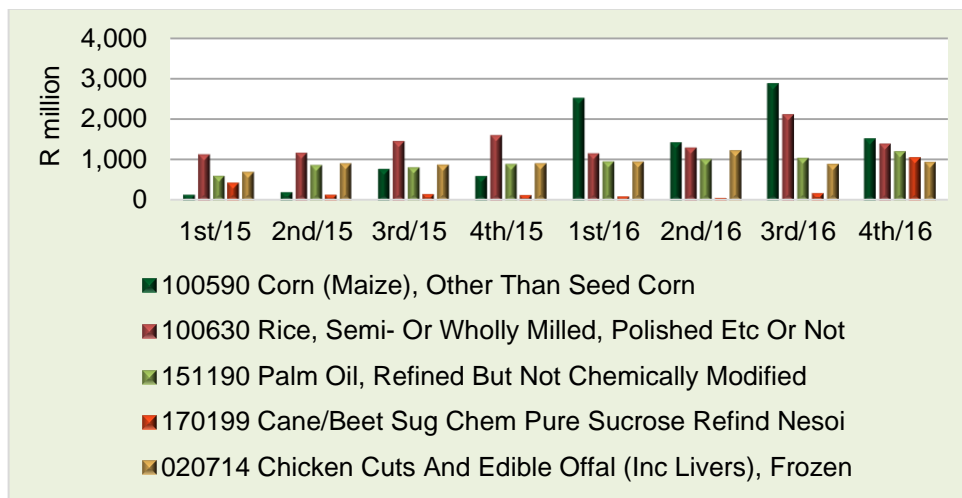 4,000
3,000
2,000
1,000
0
R million
1st/15 2nd/15 3rd/15 4th/15 1st/16 2nd/16 3rd/16 4th/16
100590 Corn (Maize), Other Than Seed Corn
100630 Rice, Semi- Or Wholly Milled, Polished Etc Or Not
151190 Palm Oil, Refined But Not Chemically Modified
170199 Cane/Beet Sug Chem Pure Sucrose Refind Nesoi
020714 Chicken Cuts And Edible Offal (Inc Livers), Frozen